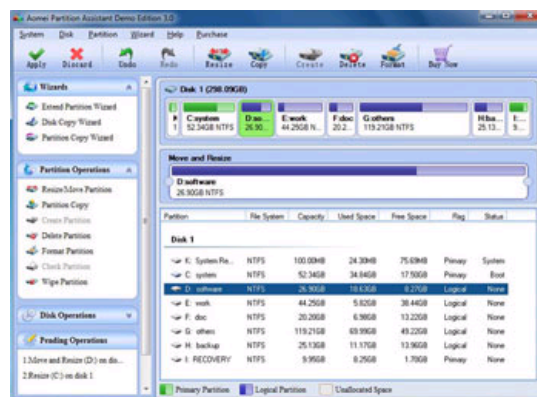 Aomei Partition Assistant Demo Edition 3.0
System Disk Partition Wizard Help Purchase
Apply Discard Undo Redo Resize Copy Create Delete Format Buy Now
Wizards
Extend Partition Wizard
Disk Copy Wizard
Partition Copy Wizard
Partition Operations
Resize/Move Partition
Partition Copy
Create Partition
Delete Partition
Format Partition
Check Partition
Wipe Partition
Disk Operations
Pending Operations
1.Move and Resize (D:) on dis...
2.Resize (C:) on disk 1
Disk 1 (298.09GB)
C:system D:so... E:work F:doc G:others H:ba... I:...
1 52.34GB NTFS 26.90... 44.25GB N... 20.2... 119.21GB NTFS 25.13... 9...
Move and Resize
D:software
26.90GB NTFS
Partition File System Capacity Used Space Free Space Flag Status
Disk 1
K: System Re... NTFS 100.00MB 24.30MB 75.69MB Primary System
C: system NTFS 52.34GB 34.84GB 17.50GB Primary Boot
D: software NTFS 26.90GB 18.63GB 8.27GB Logical None
E: work NTFS 44.25GB 5.82GB 38.44GB Logical None
F: doc NTFS 20.20GB 6.98GB 13.22GB Logical None
G: others NTFS 119.21GB 69.99GB 49.22GB Logical None
H: backup NTFS 25.13GB 11.17GB 13.96GB Logical None
I: RECOVERY NTFS 9.95GB 8.25GB 1.70GB Primary None
Primary Partition Logical Partition Unallocated Space